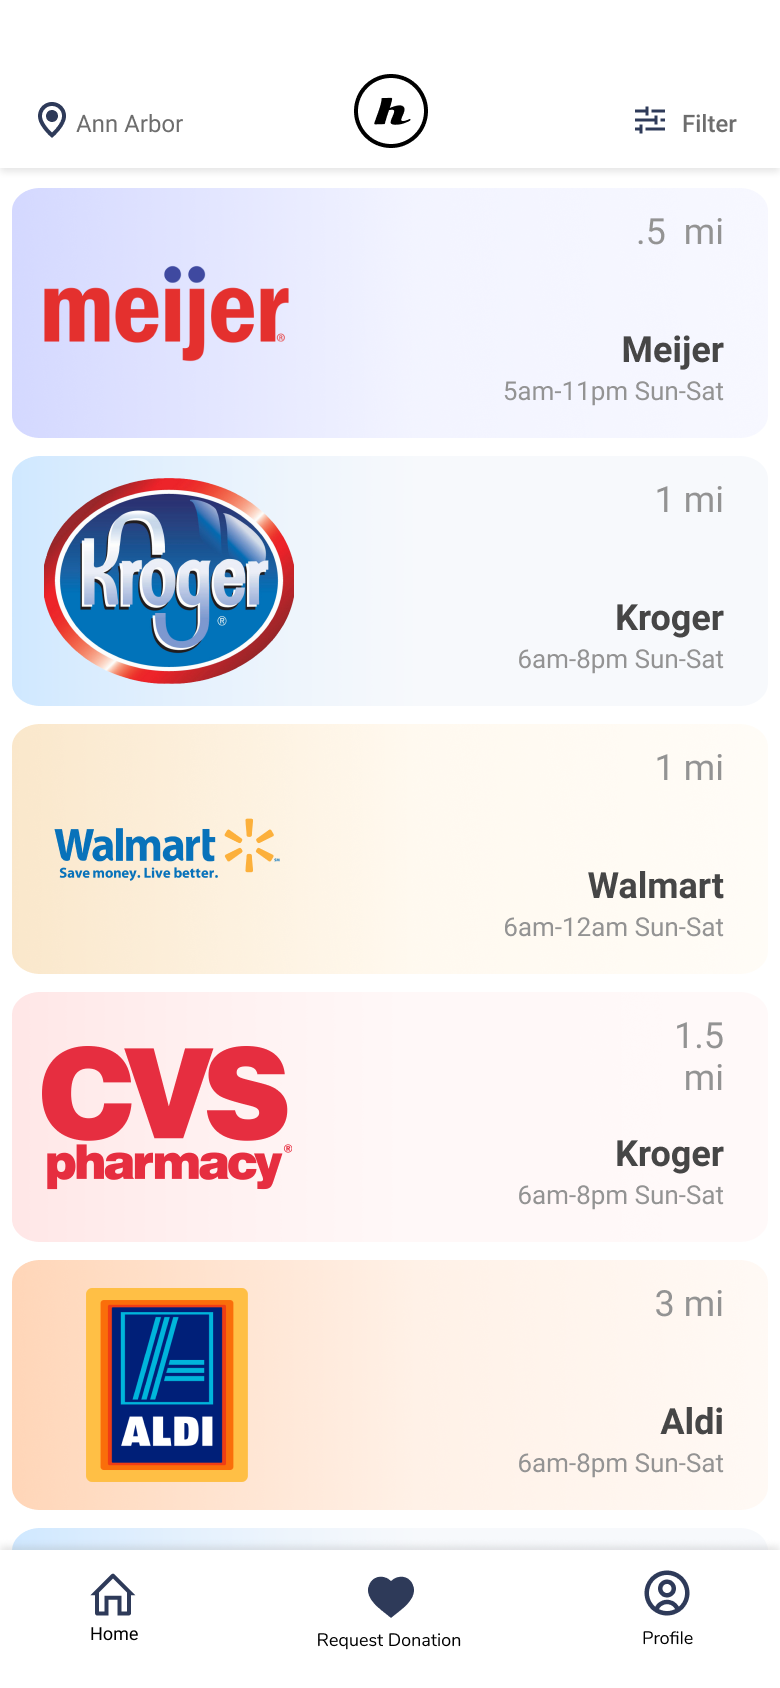 Ann Arbor
h
Filter
meijer®
.5 mi
Meijer
5am-11pm Sun-Sat
Kroger®
1 mi
Kroger
6am-8pm Sun-Sat
Walmart
Save money. Live better.
1 mi
Walmart
6am-12am Sun-Sat
CVS
pharmacy®
1.5
mi
Kroger
6am-8pm Sun-Sat
ALDI
3 mi
Aldi
6am-8pm Sun-Sat
Home
Request Donation
Profile